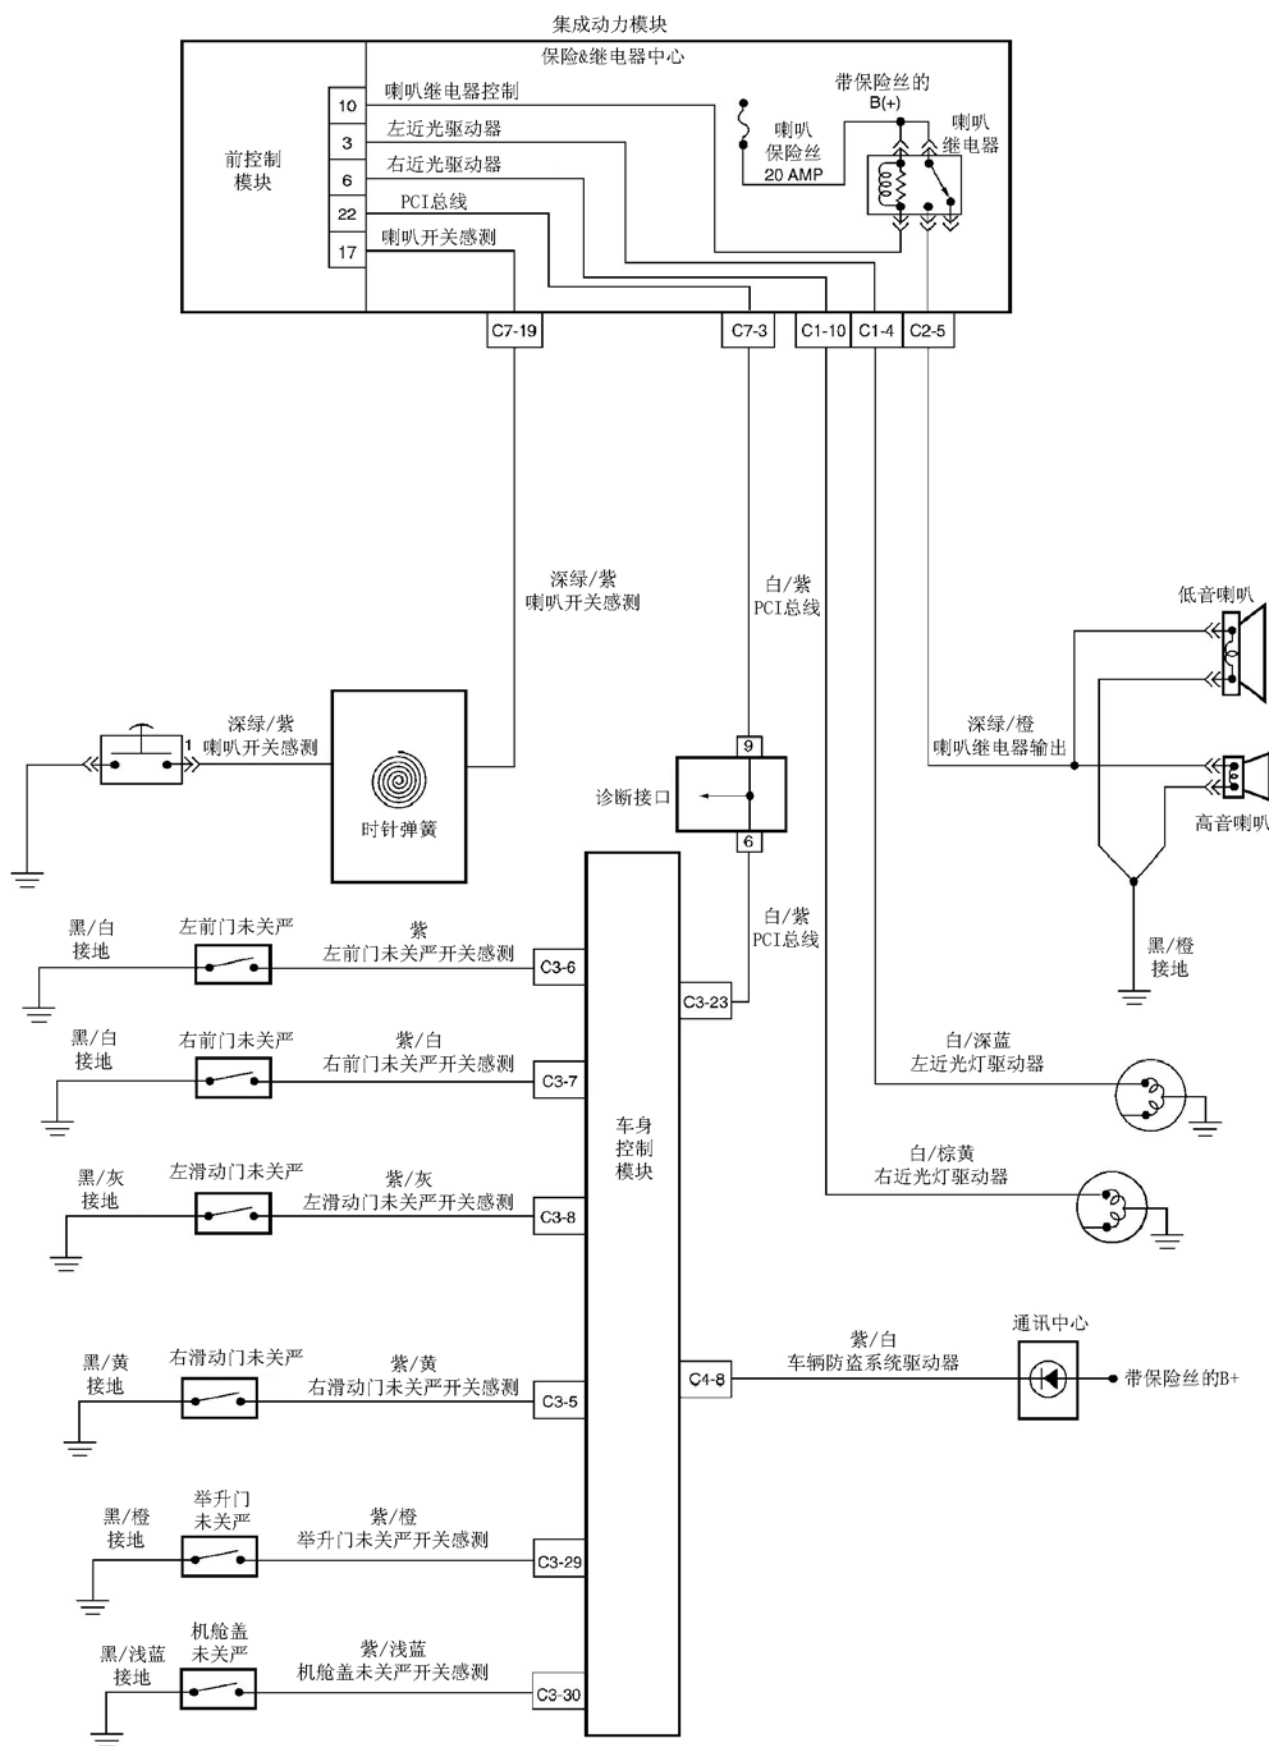 集成动力模块
保险&继电器中心
前控制
模块
10
喇叭继电器控制
3
左近光驱动器
6
右近光驱动器
22
PCI总线
17
喇叭开关感测
喇叭
保险丝
20 AMP
带保险丝的
B(+)
喇叭
继电器
C7-19
C7-3
C1-10
C1-4
C2-5
深绿/紫
喇叭开关感测
白/紫
PCI总线
低音喇叭
深绿/橙
喇叭继电器输出
高音喇叭
黑/橙
接地
1
深绿/紫
喇叭开关感测
时针弹簧
9
诊断接口
6
白/紫
PCI总线
C3-23
车身
控制
模块
黑/白
接地
左前门未关严
紫
左前门未关严开关感测
C3-6
黑/白
接地
右前门未关严
紫/白
右前门未关严开关感测
C3-7
白/深蓝
左近光灯驱动器
黑/灰
接地
左滑动门未关严
紫/灰
左滑动门未关严开关感测
C3-8
白/棕黄
右近光灯驱动器
黑/黄
接地
右滑动门未关严
紫/黄
右滑动门未关严开关感测
C3-5
C4-8
紫/白
车辆防盗系统驱动器
通讯中心
带保险丝的B+
黑/橙
接地
举升门
未关严
紫/橙
举升门未关严开关感测
C3-29
黑/浅蓝
接地
机舱盖
未关严
紫/浅蓝
机舱盖未关严开关感测
C3-30